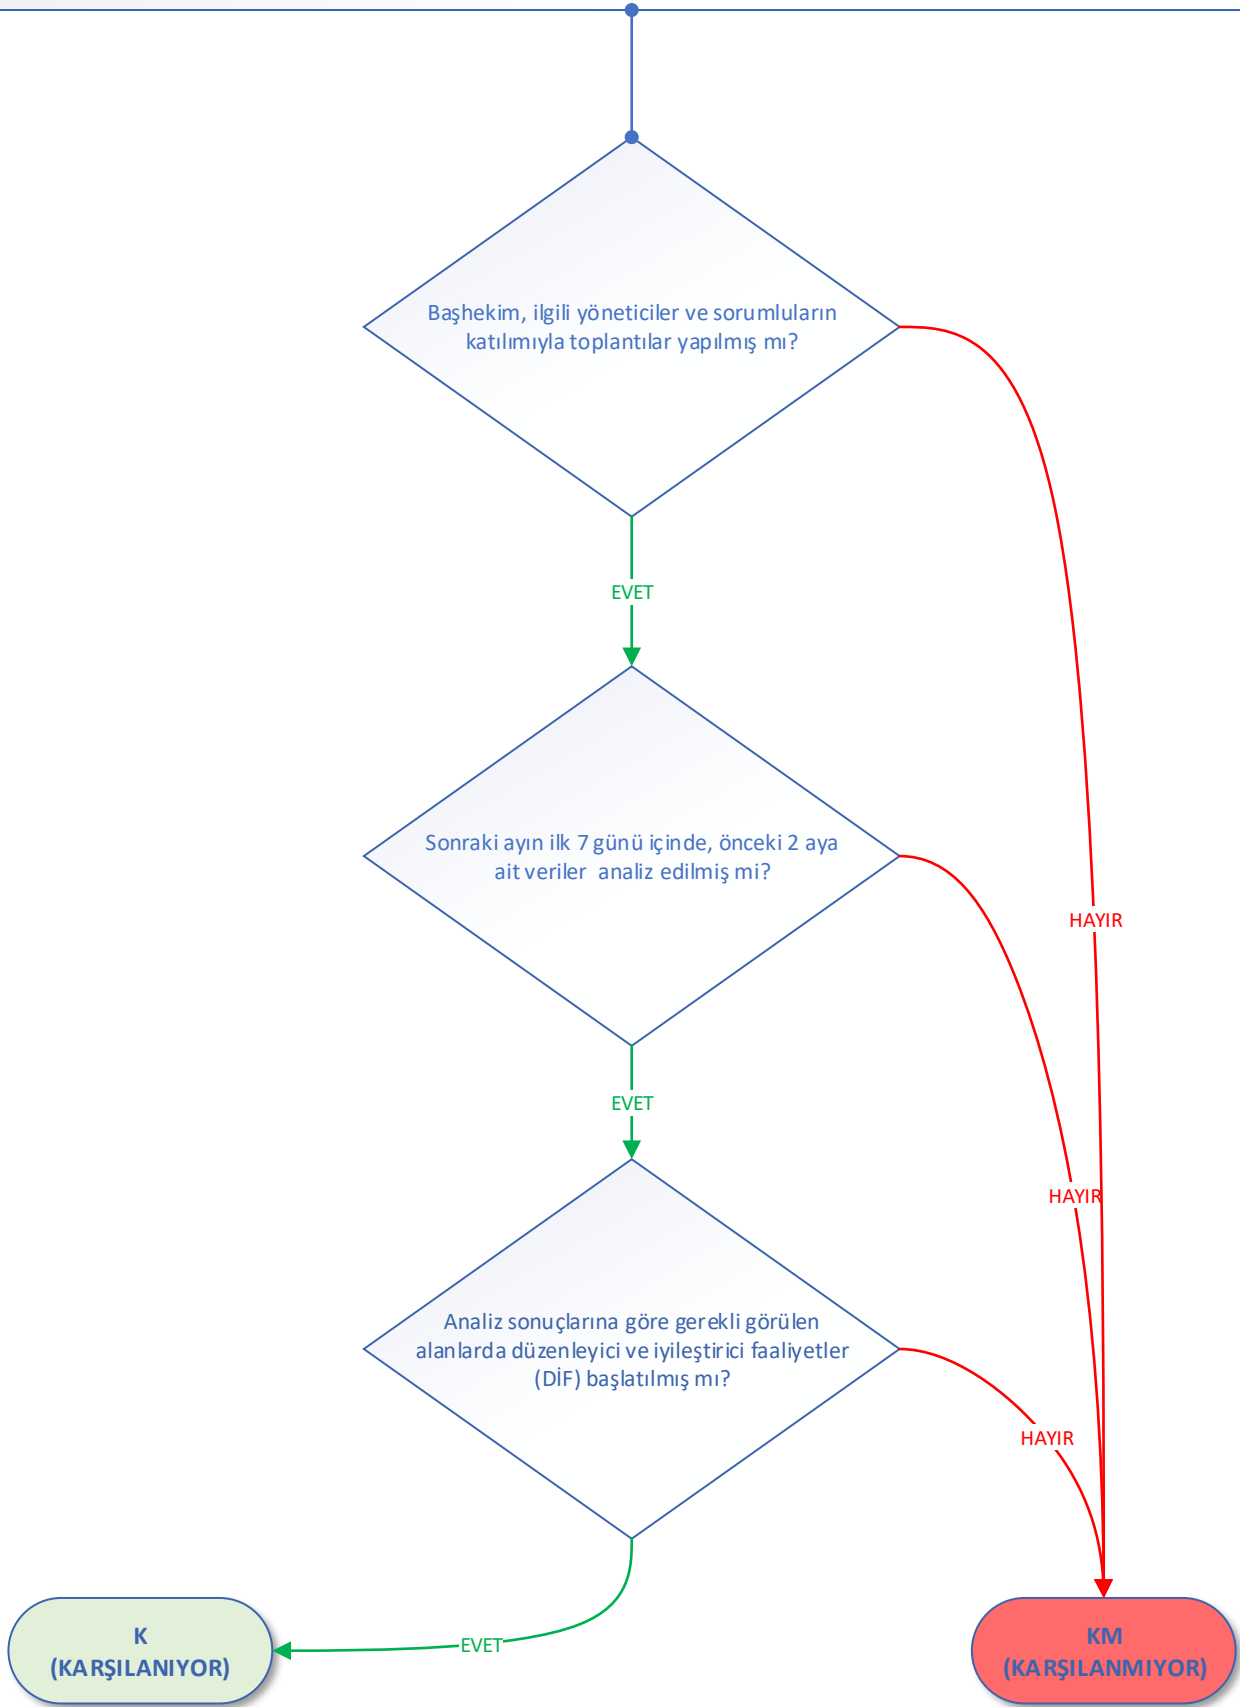 Başhekim, ilgili yöneticiler ve sorumluların
katılımıyla toplantılar yapılmış mı?
EVET
Sonraki ayın ilk 7 günü içinde, önceki 2 aya
ait veriler analiz edilmiş mi?
HAYIR
EVET
HAYIR
Analiz sonuçlarına göre gerekli görülen
alanlarda düzenleyici ve iyileştirici faaliyetler
(DİF) başlatılmış mı?
HAYIR
EVET
K
(KARŞILANIYOR)
KM
(KARŞILANMIYOR)